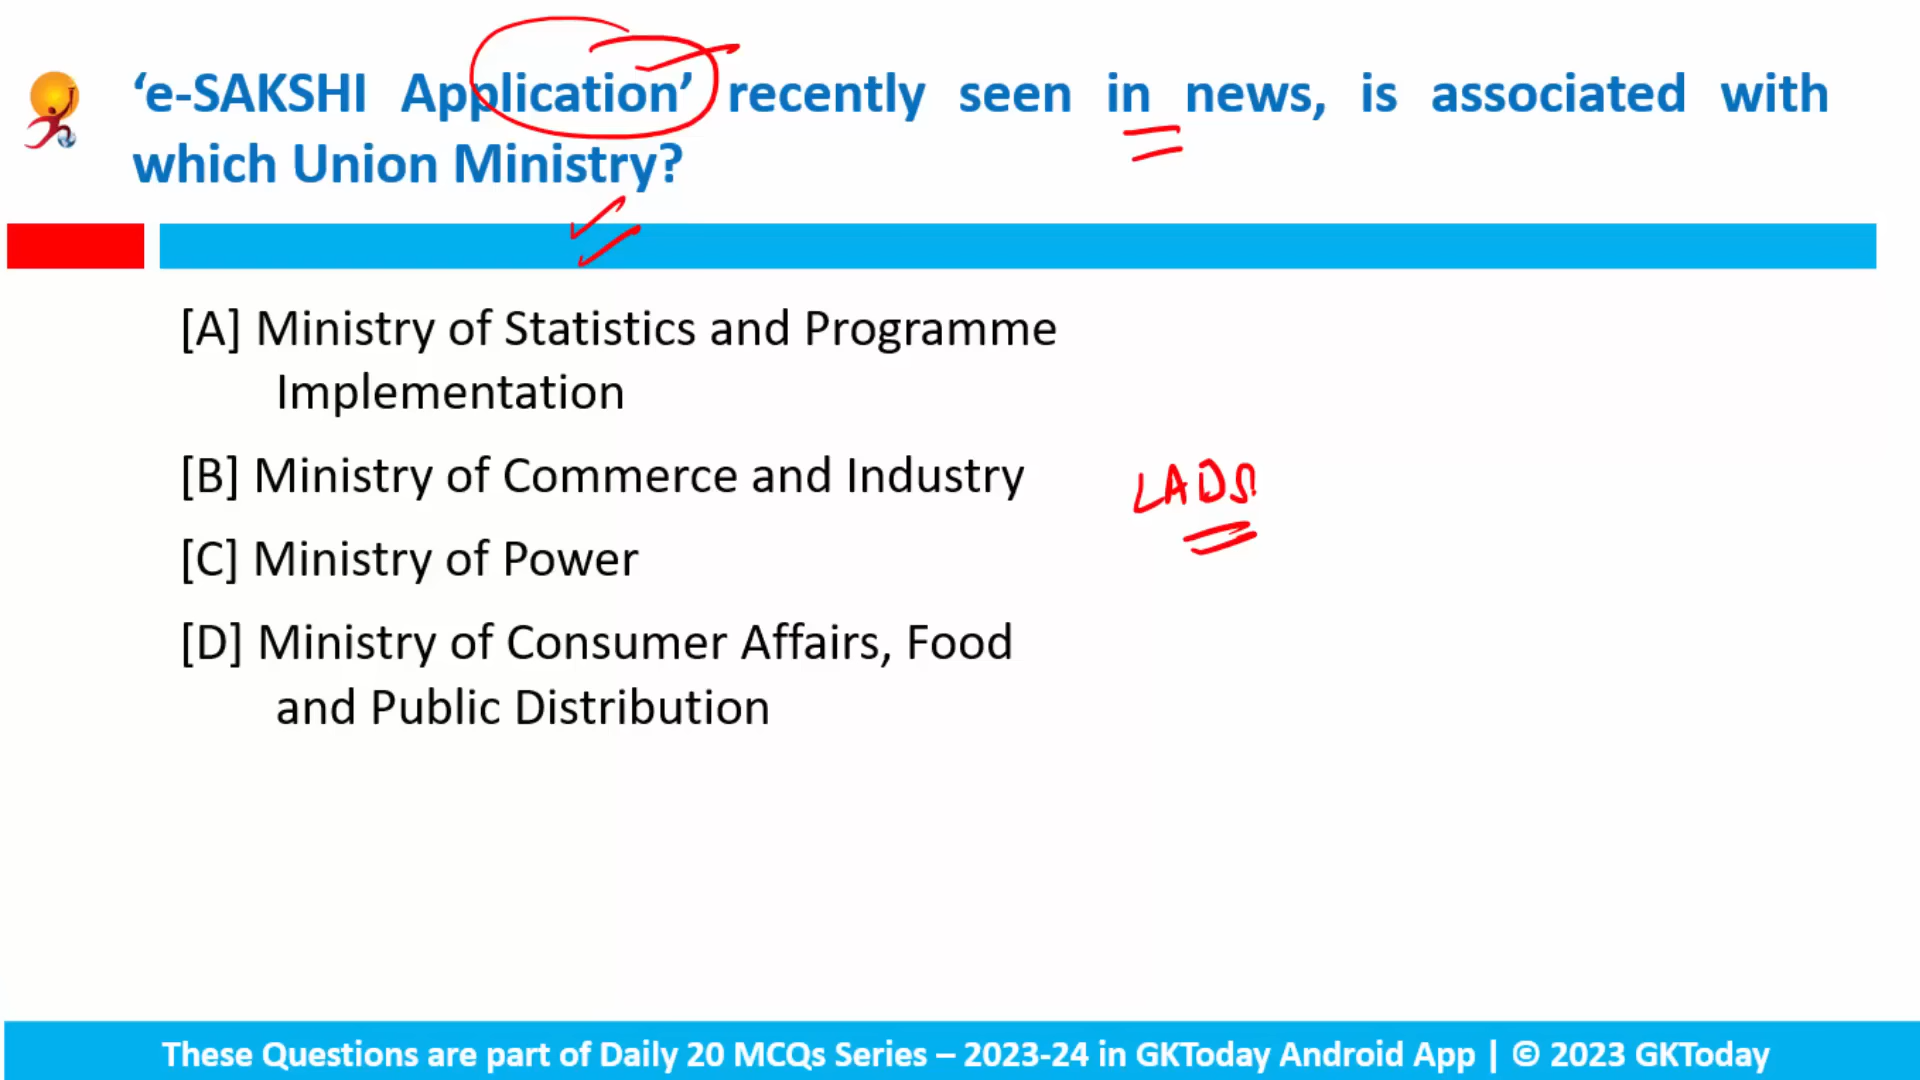 ‘e-SAKSHI Application’ recently seen in news, is associated with
which Union Ministry?
[A] Ministry of Statistics and Programme
Implementation
[B] Ministry of Commerce and Industry
LADS
[C] Ministry of Power
[D] Ministry of Consumer Affairs, Food
and Public Distribution
These Questions are part of Daily 20 MCQs Series – 2023-24 in GKToday Android App | © 2023 GKToday